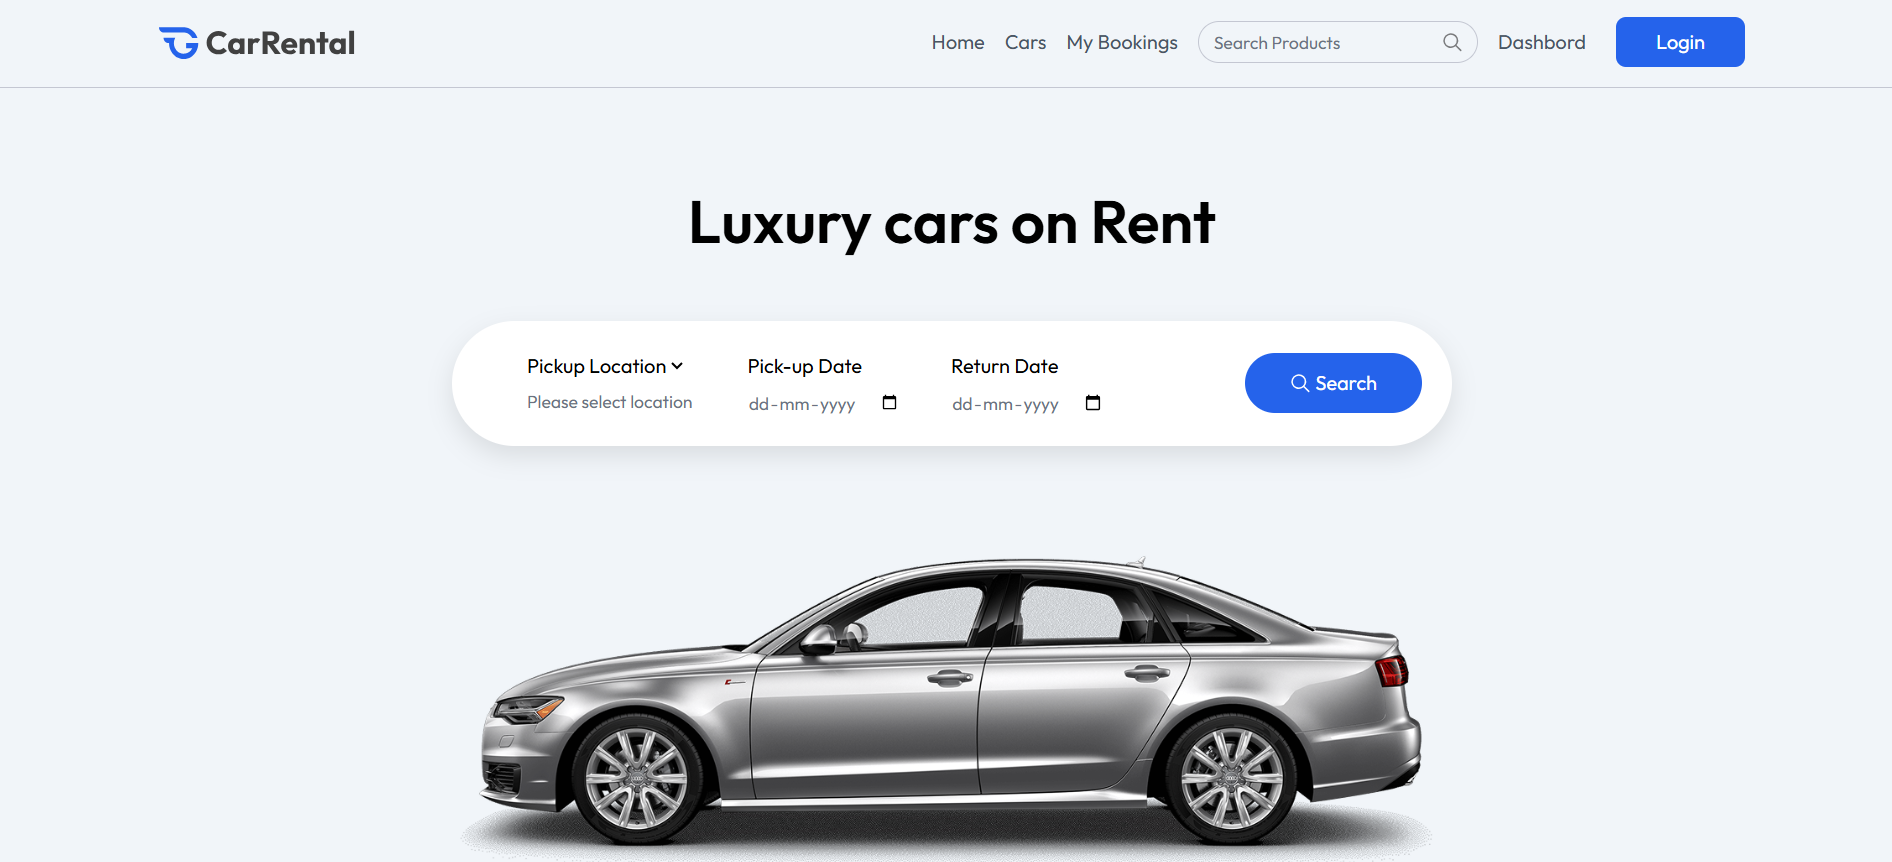 CarRental
Home Cars My Bookings Search Products Dashbord Login
Luxury cars on Rent
Pickup Location Pick-up Date Return Date
Please select location dd-mm-yyyy dd-mm-yyyy
Search